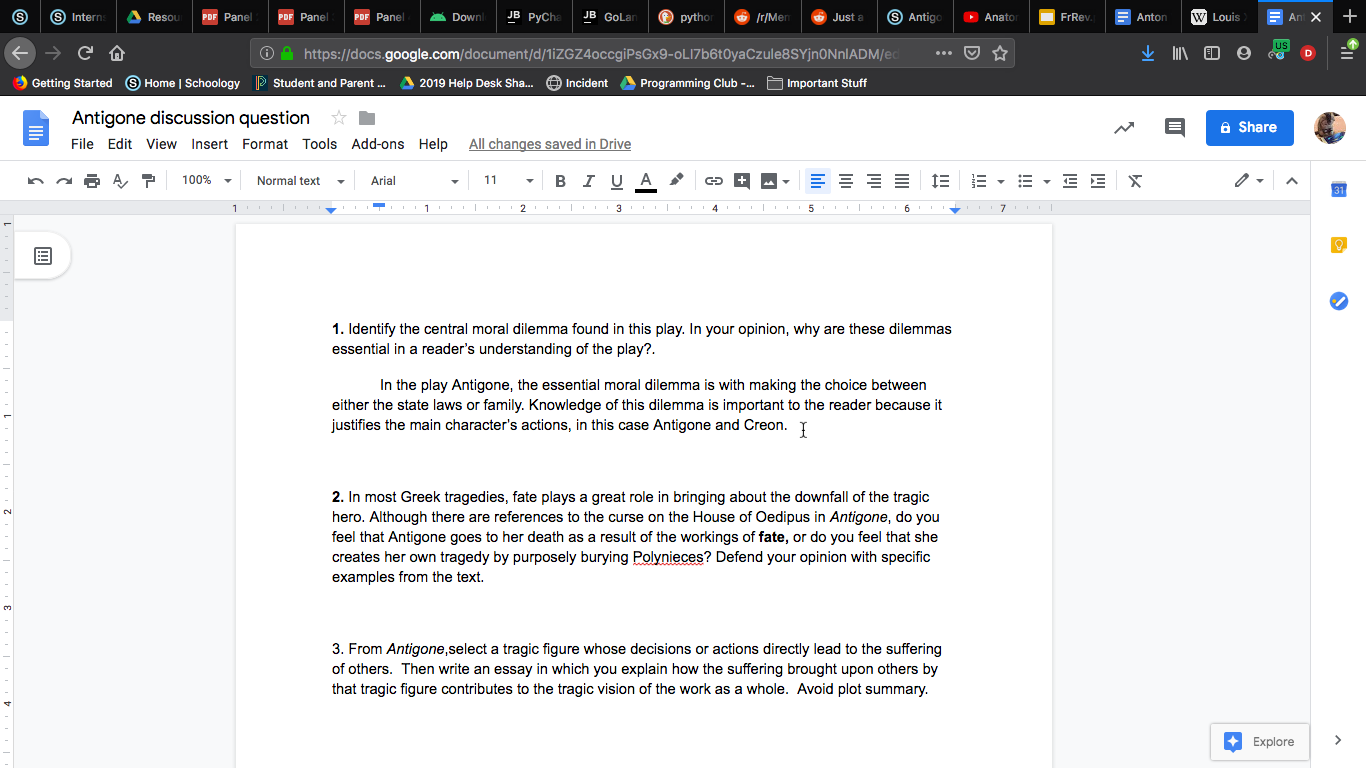 Intern
Resou
PDF Panel
PDF Panel
PDF Panel
Downl
JB PyCha
JB GoLan
python
/r/Mem
Just a
Antigo
Anator
FrRev.
Anton
W Louis
An
https://docs.google.com/document/d/1iZGZ4occgiPsGx9-oLl7b6t0yaCzule8SYjn0NnlADM/ed
US
D
Getting Started
Home | Schoology
Student and Parent ...
2019 Help Desk Sha...
Incident
Programming Club -...
Important Stuff
Antigone discussion question
File Edit View Insert Format Tools Add-ons Help All changes saved in Drive
Share
100% Normal text Arial 11 B I U A
31
1 1 2 3 4 5 6 7
1
1
2
3
4
1. Identify the central moral dilemma found in this play. In your opinion, why are these dilemmas
essential in a reader's understanding of the play?.
In the play Antigone, the essential moral dilemma is with making the choice between
either the state laws or family. Knowledge of this dilemma is important to the reader because it
justifies the main character's actions, in this case Antigone and Creon.
2. In most Greek tragedies, fate plays a great role in bringing about the downfall of the tragic
hero. Although there are references to the curse on the House of Oedipus in Antigone, do you
feel that Antigone goes to her death as a result of the workings of fate, or do you feel that she
creates her own tragedy by purposely burying Polynieces? Defend your opinion with specific
examples from the text.
3. From Antigone,select a tragic figure whose decisions or actions directly lead to the suffering
of others.  Then write an essay in which you explain how the suffering brought upon others by
that tragic figure contributes to the tragic vision of the work as a whole.  Avoid plot summary.
Explore